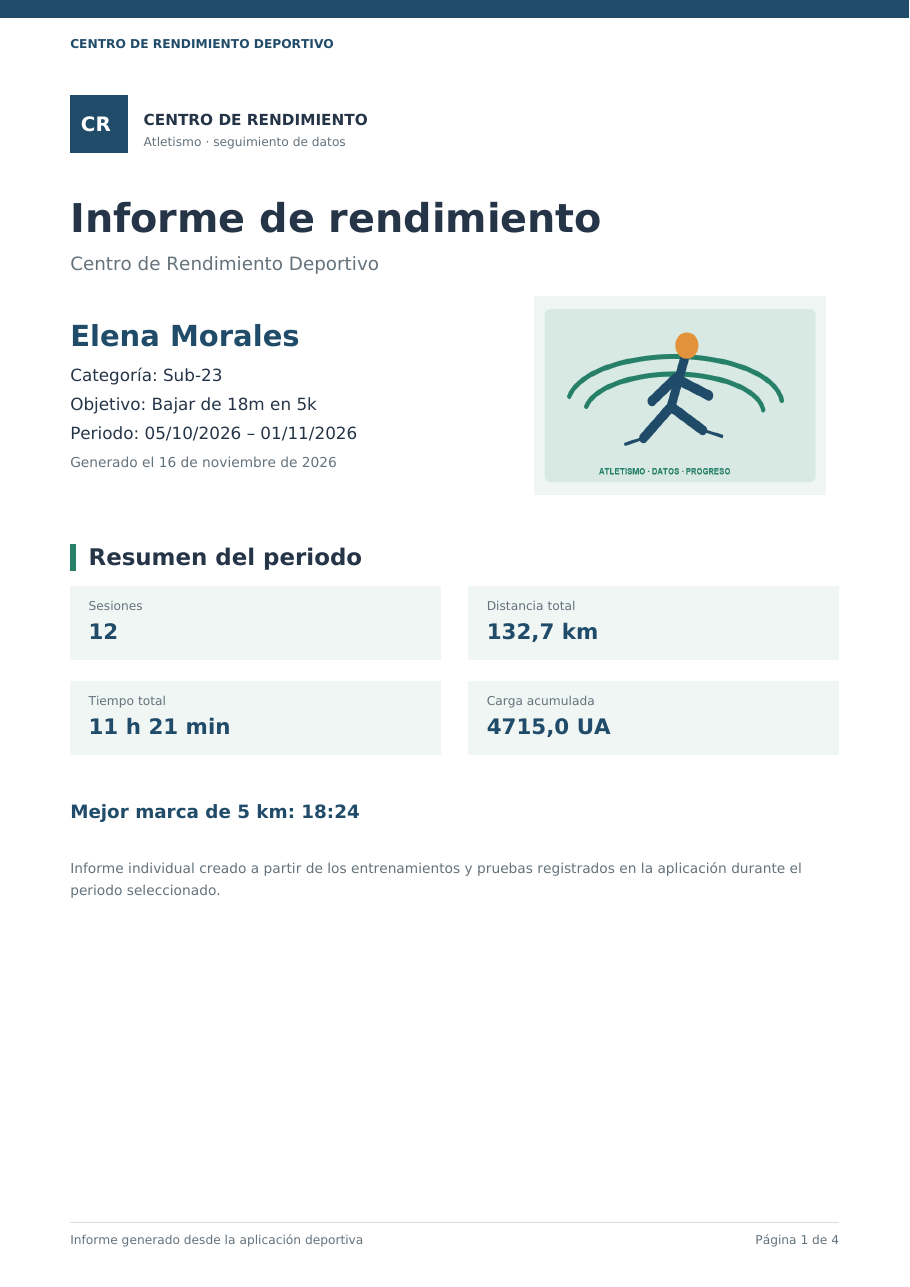 CENTRO DE RENDIMIENTO DEPORTIVO
CR
CENTRO DE RENDIMIENTO
Atletismo · seguimiento de datos
Informe de rendimiento
Centro de Rendimiento Deportivo
Elena Morales
Categoría: Sub-23
Objetivo: Bajar de 18m en 5k
Periodo: 05/10/2026 – 01/11/2026
Generado el 16 de noviembre de 2026
ATLETISMO · DATOS · PROGRESO
Resumen del periodo
Sesiones
12
Distancia total
132,7 km
Tiempo total
11 h 21 min
Carga acumulada
4715,0 UA
Mejor marca de 5 km: 18:24
Informe individual creado a partir de los entrenamientos y pruebas registrados en la aplicación durante el
periodo seleccionado.
Informe generado desde la aplicación deportiva
Página 1 de 4